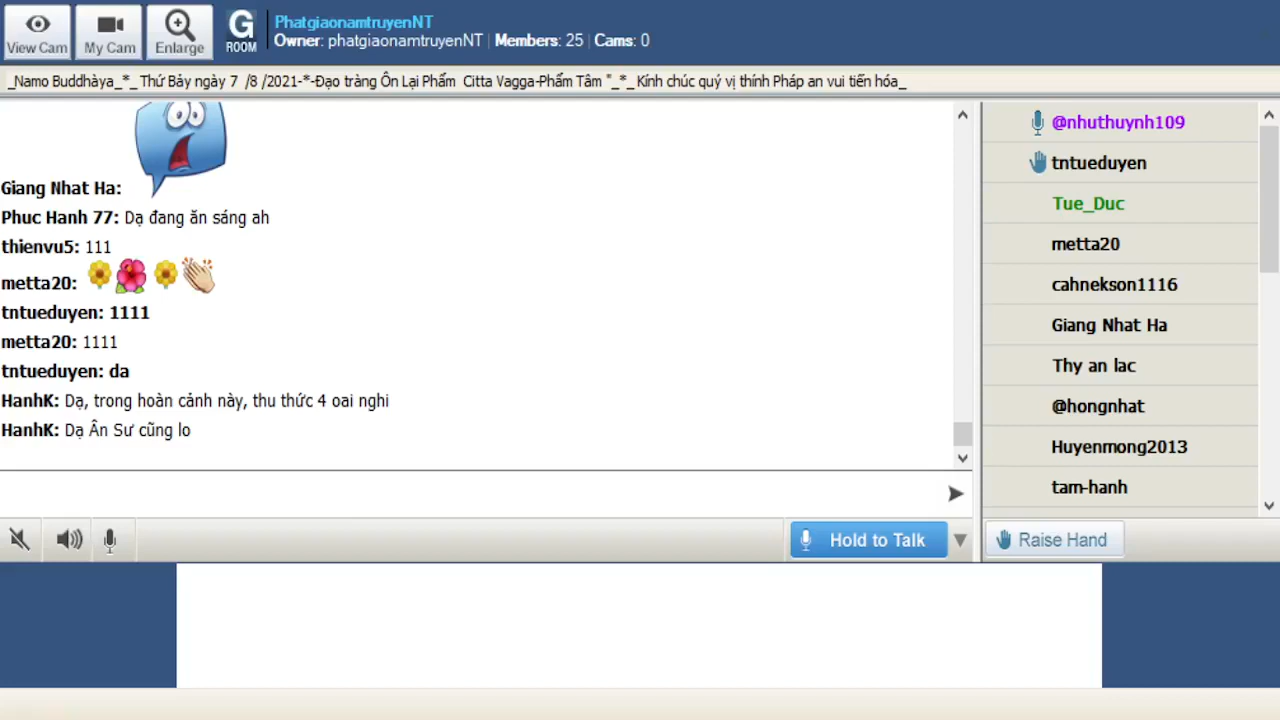 View Cam
My Cam
Enlarge
G
ROOM
PhatgiaonamtruyenNT
Owner: phatgiaonamtruyenNT | Members: 25 | Cams: 0
_Namo Buddhàya_*_ Thứ Bảy ngày 7 /8 /2021-*-Đạo tràng Ôn Lại Phẩm Citta Vagga-Phẩm Tâm "_*_Kính chúc quý vị thính Pháp an vui tiến hóa_
Giang Nhat Ha:
Phuc Hanh 77: Dạ đang ăn sáng ah
thienvu5: 111
metta20:
tntueduyen: 1111
metta20: 1111
tntueduyen: da
HanhK: Dạ, trong hoàn cảnh này, thu thức 4 oai nghi
HanhK: Dạ Ân Sư cũng lo
@nhuthuynh109
tntueduyen
Tue_Duc
metta20
cahnekson1116
Giang Nhat Ha
Thy an lac
@hongnhat
Huyenmong2013
tam-hanh
Hold to Talk
Raise Hand